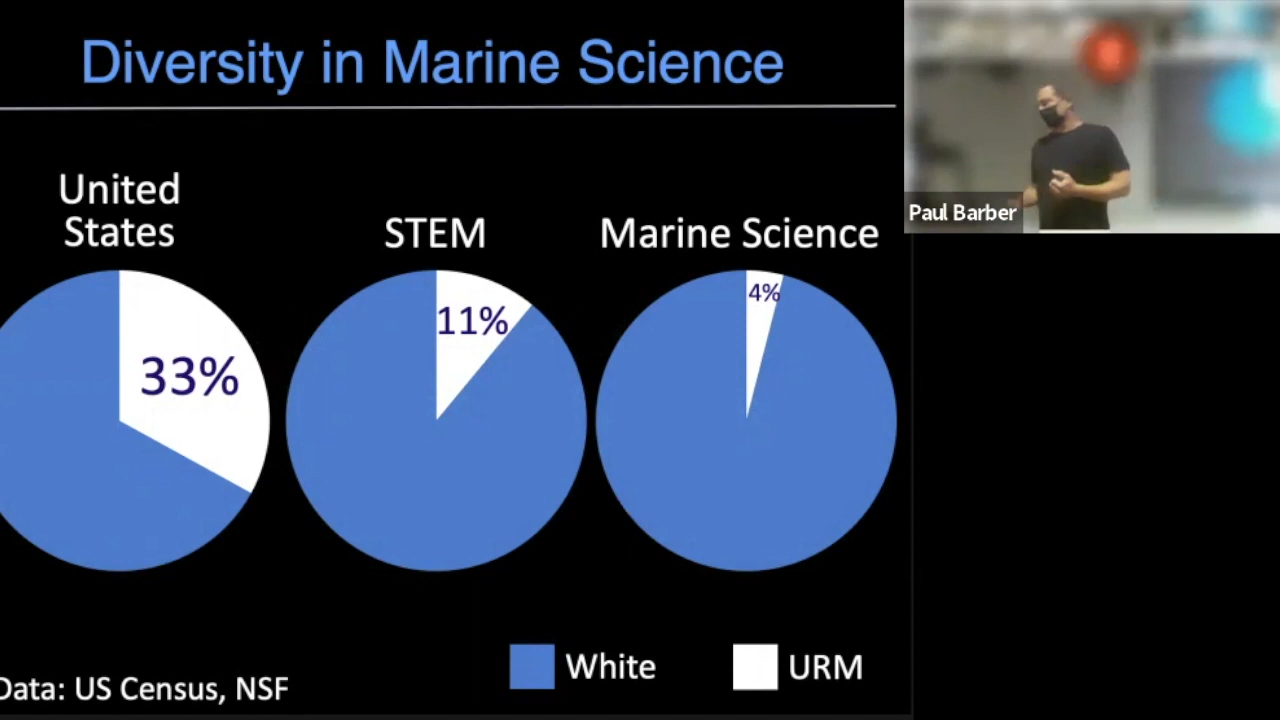 Diversity in Marine Science
Paul Barber
United
States
STEM
Marine Science
33%
11%
4%
White
URM
Data: US Census, NSF